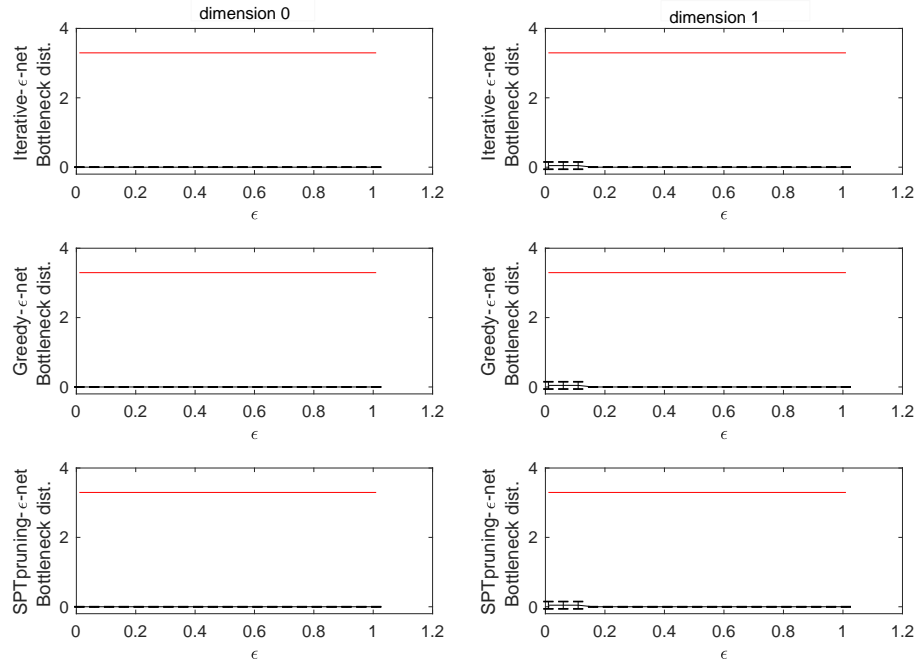 dimension 0
dimension 1
Iterative-ϵ-net
Bottleneck dist.
4
2
0
0 0.2 0.4 0.6 0.8 1 1.2
ϵ
Iterative-ϵ-net
Bottleneck dist.
4
2
0
0 0.2 0.4 0.6 0.8 1 1.2
ϵ
Greedy-ϵ-net
Bottleneck dist.
4
2
0
0 0.2 0.4 0.6 0.8 1 1.2
ϵ
Greedy-ϵ-net
Bottleneck dist.
4
2
0
0 0.2 0.4 0.6 0.8 1 1.2
ϵ
SPTpruning-ϵ-net
Bottleneck dist.
4
2
0
0 0.2 0.4 0.6 0.8 1 1.2
ϵ
SPTpruning-ϵ-net
Bottleneck dist.
4
2
0
0 0.2 0.4 0.6 0.8 1 1.2
ϵ